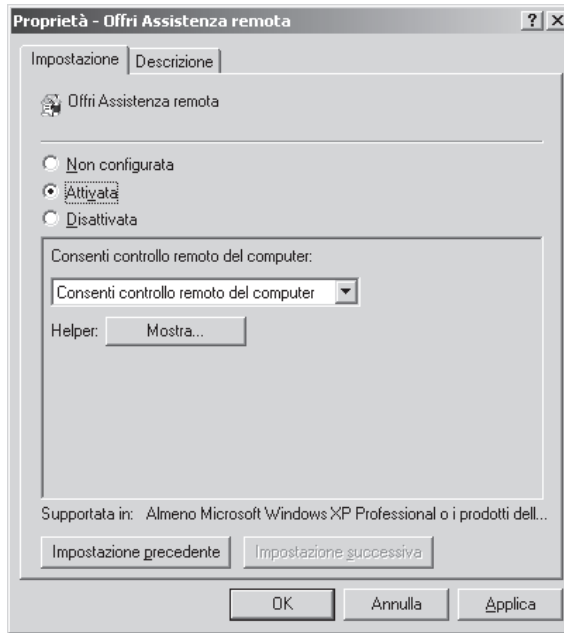 Proprietà - Offri Assistenza remota
Impostazione
Descrizione
Offri Assistenza remota
Non configurata
Attivata
Disattivata
Consenti controllo remoto del computer:
Consenti controllo remoto del computer
Helper: Mostra...
Supportata in: Almeno Microsoft Windows XP Professional o i prodotti dell...
Impostazione precedente
Impostazione successiva
OK
Annulla
Applica